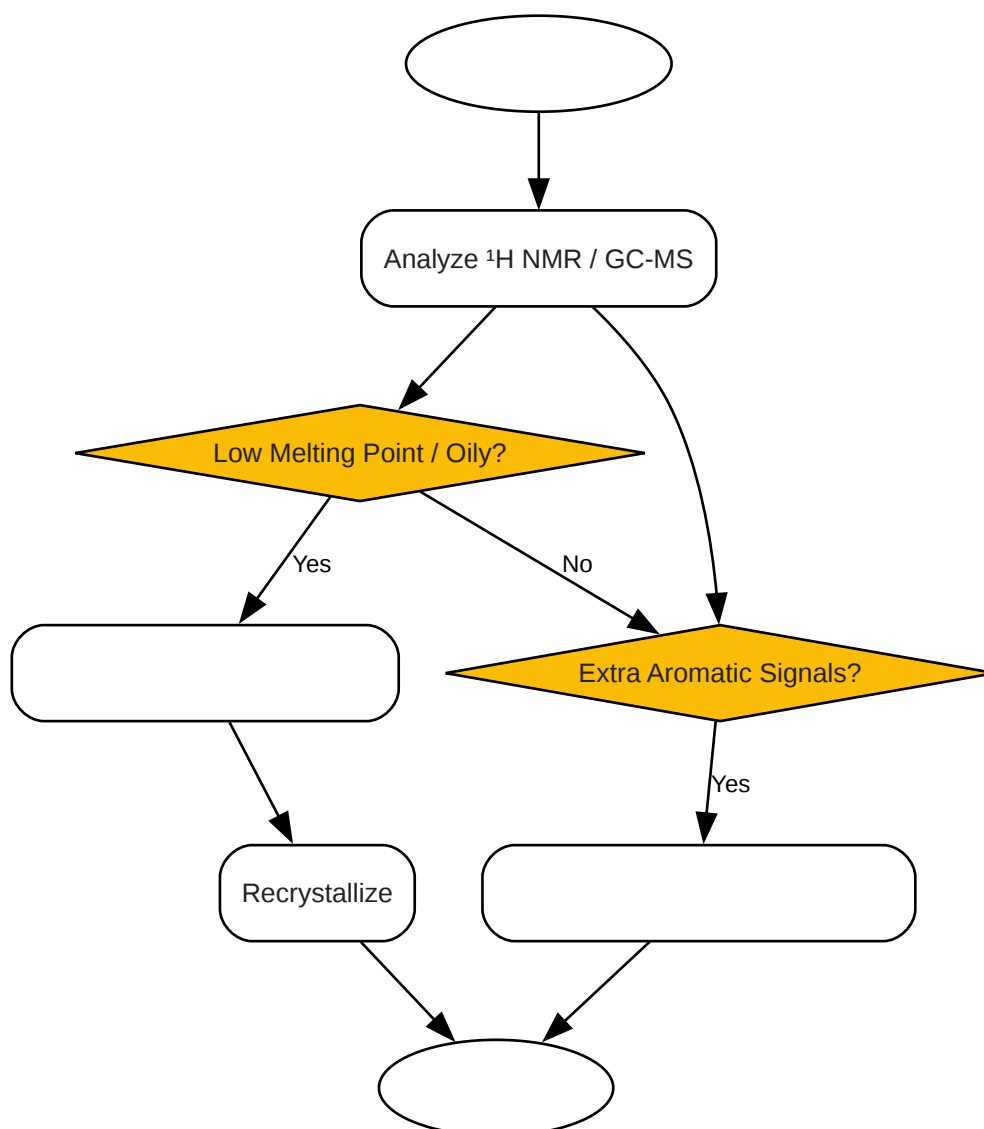 Analyze ¹H NMR / GC-MS
Low Melting Point / Oily?
Yes
No
Extra Aromatic Signals?
Yes
Recrystallize